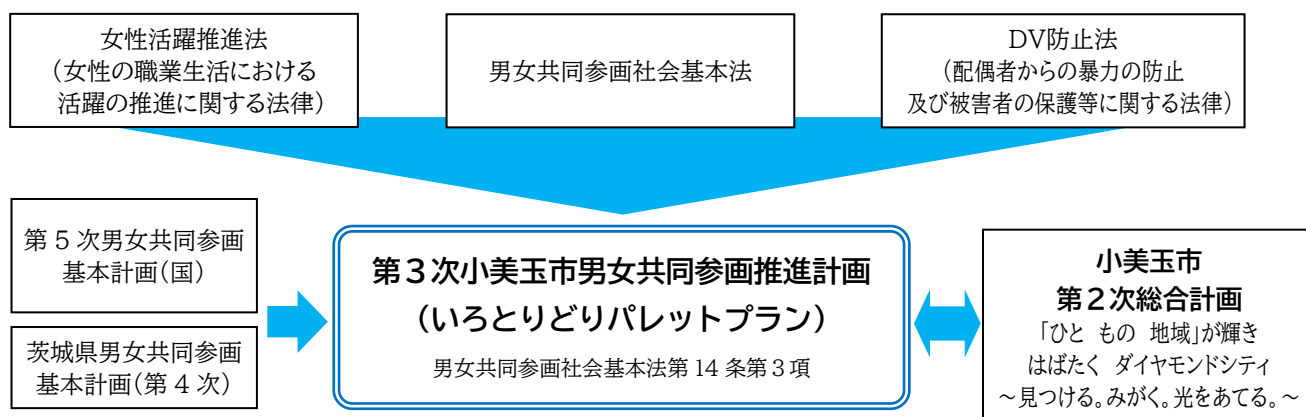 女性活躍推進法
（女性の職業生活における
活躍の推進に関する法律）
男女共同参画社会基本法
DV防止法
（配偶者からの暴力の防止
及び被害者の保護等に関する法律）
第５次男女共同参画
基本計画（国）
茨城県男女共同参画
基本計画（第４次）
第３次小美玉市男女共同参画推進計画
（いろとりどりパレットプラン）
男女共同参画社会基本法第14条第３項
小美玉市
第２次総合計画
「ひと　もの　地域」が輝き
はばたく　ダイヤモンドシティ
～見つける。みがく。光をあてる。～